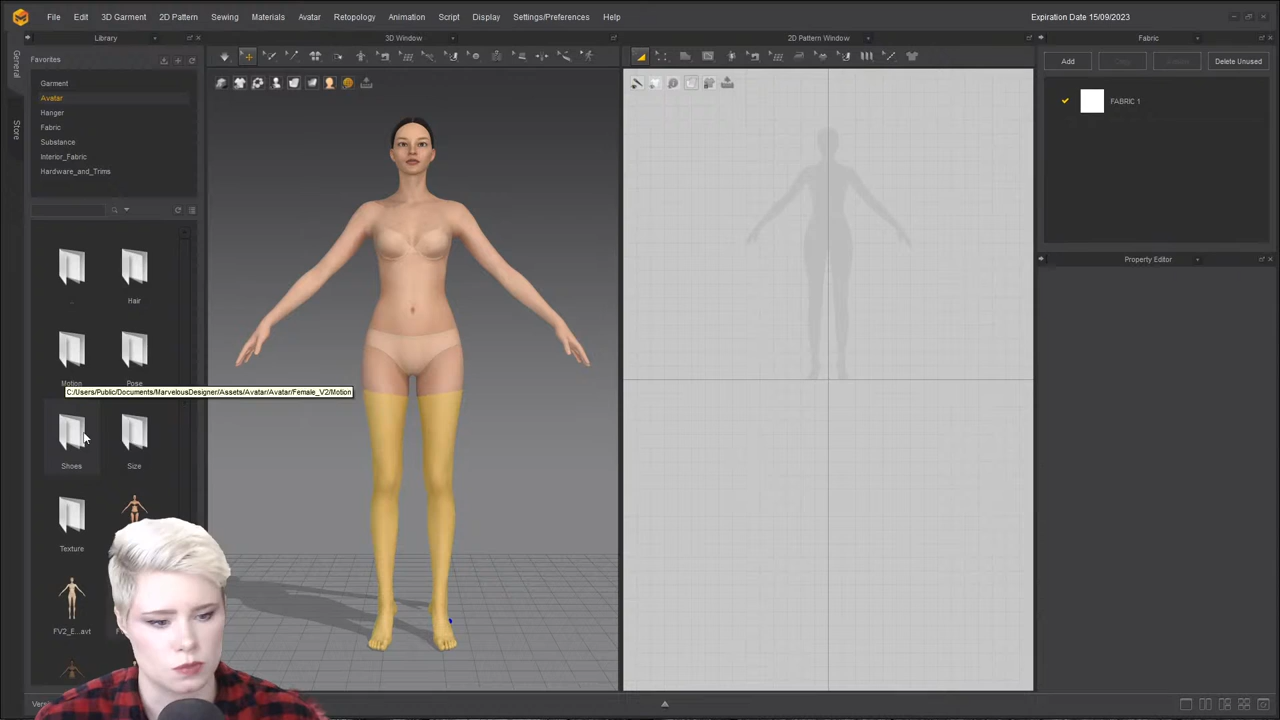 File Edit 3D Garment 2D Pattern Sewing Materials Avatar Retopology Animation Script Display Settings/Preferences Help Expiration Date 15/09/2023
General
Store
Library
Favorites
Garment
Avatar
Hanger
Fabric
Substance
Interior_Fabric
Hardware_and_Trims
..
Hair
Motion
Pose
C:/Users/Public/Documents/MarvelousDesigner/Assets/Avatar/Avatar/Female_V2/Motion
Shoes
Size
Texture
FV2_E...avt
3D Window
2D Pattern Window
Fabric
Add
Delete Unused
FABRIC 1
Property Editor